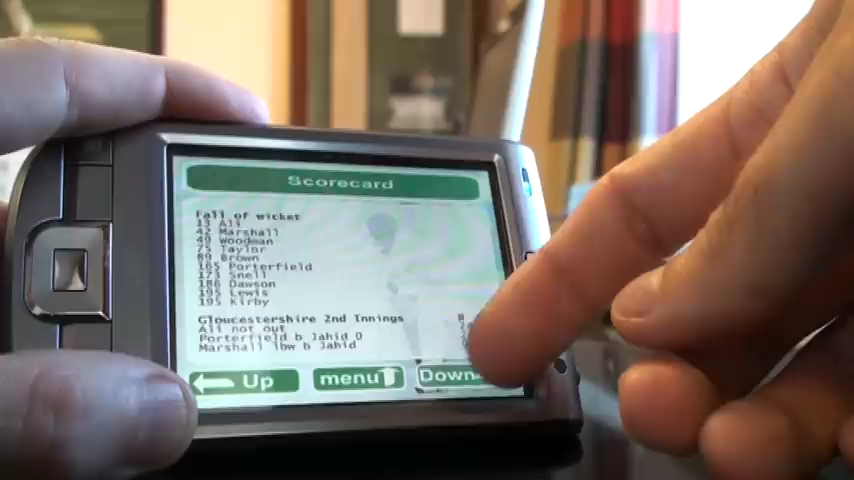 Scorecard
Fall of wicket
13 Ali
42 Marshall
49 Woodman
75 Taylor
89 Brown
165 Porterfield
173 Snell
186 Dawson
195 Lewis
195 Kirby
Gloucestershire 2nd Innings R
Ali not out
Porterfield b Jahid 0
Marshall lbw b Jahid
Up menu Down